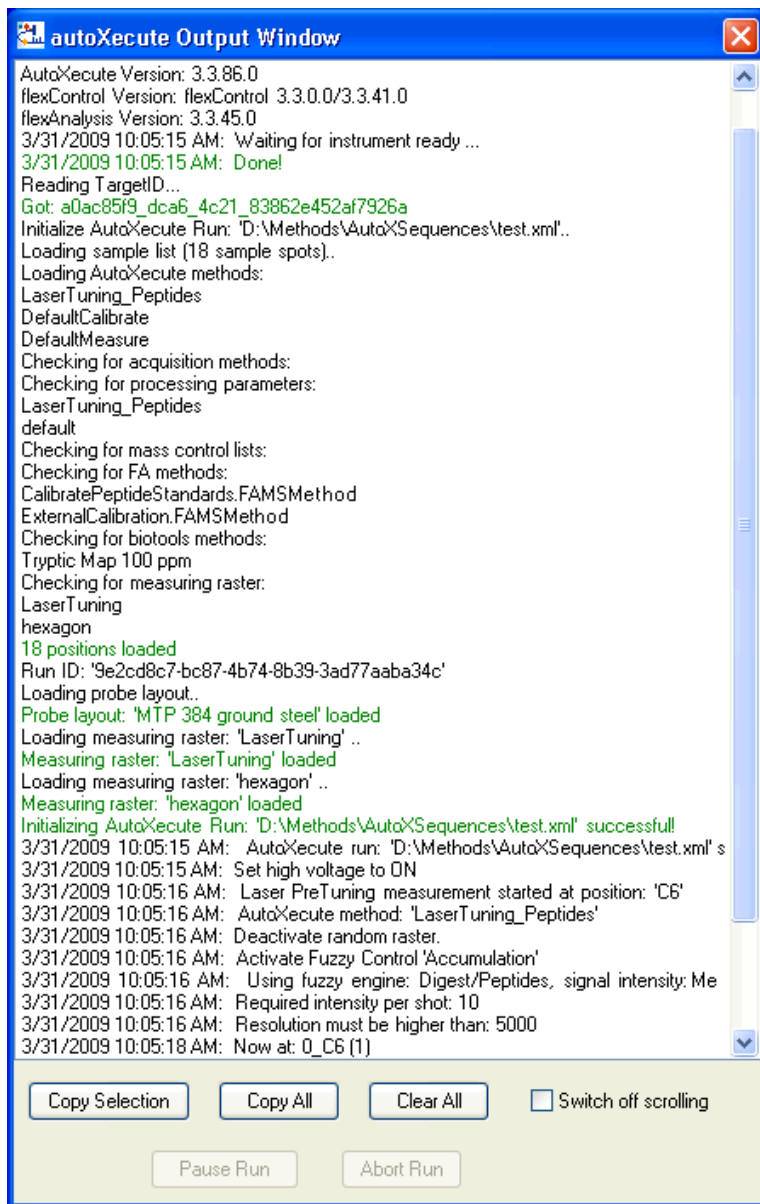 autoXecute Output Window
AutoXecute Version: 3.3.86.0
flexControl Version: flexControl 3.3.0.0/3.3.41.0
flexAnalysis Version: 3.3.45.0
3/31/2009 10:05:15 AM: Waiting for instrument ready ...
3/31/2009 10:05:15 AM: Done!
Reading TargetID...
Got: a0ac85f9_dca6_4c21_83862e452af7926a
Initialize AutoXecute Run: 'D:\Methods\AutoXSequences\test.xml'..
Loading sample list (18 sample spots)..
Loading AutoXecute methods:
LaserTuning_Peptides
DefaultCalibrate
DefaultMeasure
Checking for acquisition methods:
Checking for processing parameters:
LaserTuning_Peptides
default
Checking for mass control lists:
Checking for FA methods:
CalibratePeptideStandards.FAMSMethod
ExternalCalibration.FAMSMethod
Checking for biotools methods:
Tryptic Map 100 ppm
Checking for measuring raster:
LaserTuning
hexagon
18 positions loaded
Run ID: '9e2cd8c7-bc87-4b74-8b39-3ad77aaba34c'
Loading probe layout..
Probe layout: 'MTP 384 ground steel' loaded
Loading measuring raster: 'LaserTuning' ..
Measuring raster: 'LaserTuning' loaded
Loading measuring raster: 'hexagon' ..
Measuring raster: 'hexagon' loaded
Initializing AutoXecute Run: 'D:\Methods\AutoXSequences\test.xml' successful!
3/31/2009 10:05:15 AM: AutoXecute run: 'D:\Methods\AutoXSequences\test.xml' s
3/31/2009 10:05:15 AM: Set high voltage to ON
3/31/2009 10:05:16 AM: Laser PreTuning measurement started at position: 'C6'
3/31/2009 10:05:16 AM: AutoXecute method: 'LaserTuning_Peptides'
3/31/2009 10:05:16 AM: Deactivate random raster.
3/31/2009 10:05:16 AM: Activate Fuzzy Control 'Accumulation'
3/31/2009 10:05:16 AM: Using fuzzy engine: Digest/Peptides, signal intensity: Me
3/31/2009 10:05:16 AM: Required intensity per shot: 10
3/31/2009 10:05:16 AM: Resolution must be higher than: 5000
3/31/2009 10:05:18 AM: Now at: 0_C6 (1)
Copy Selection Copy All Clear All Switch off scrolling
Pause Run Abort Run